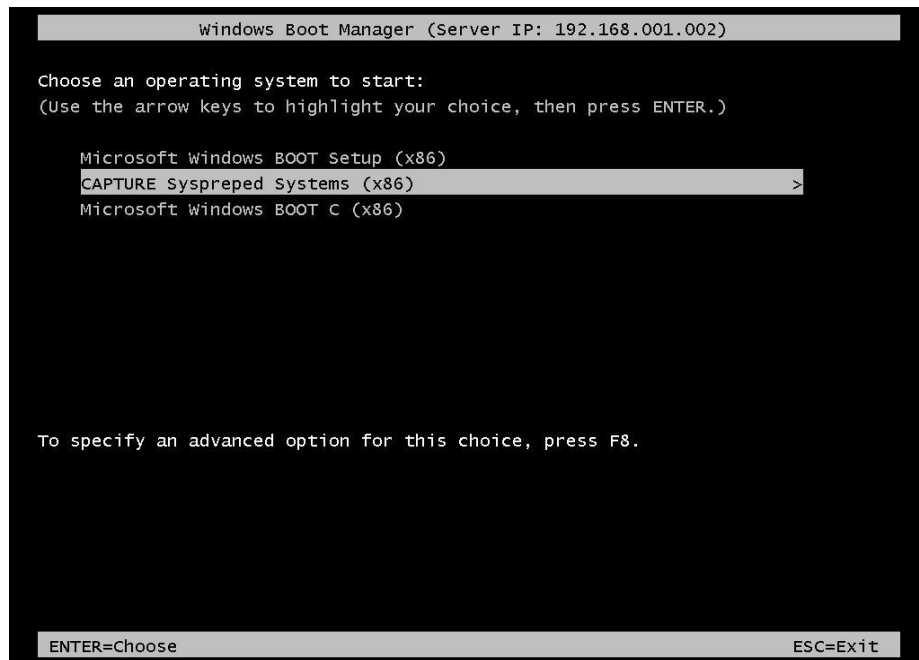 Windows Boot Manager (Server IP: 192.168.001.002)
Choose an operating system to start:
(Use the arrow keys to highlight your choice, then press ENTER.)
Microsoft Windows BOOT Setup (x86)
CAPTURE Syspreped Systems (x86) >
Microsoft Windows BOOT C (x86)
To specify an advanced option for this choice, press F8.
ENTER=Choose ESC=Exit